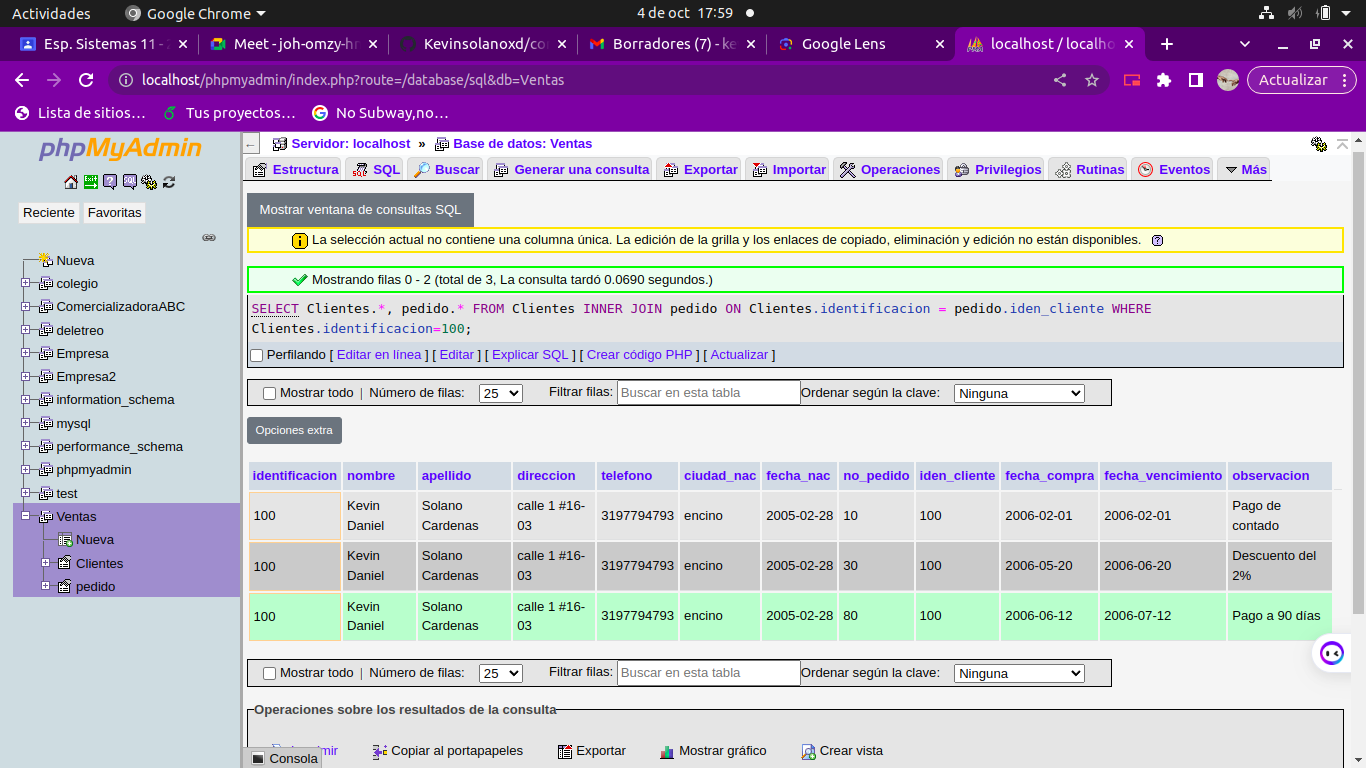 Actividades
Google Chrome
4 de oct 17:59
Esp. Sistemas 11 -
Meet - joh-omzy-h
Kevinsolanoxd/co
Borradores (7) - ke
Google Lens
localhost / localho
localhost/phpmyadmin/index.php?route=/database/sql&db=Ventas
Actualizar
Lista de sitios…
Tus proyectos…
No Subway,no…
phpMyAdmin
Reciente
Favoritas
Nueva
colegio
ComercializadoraABC
deletreo
Empresa
Empresa2
information_schema
mysql
performance_schema
phpmyadmin
test
Ventas
Nueva
Clientes
pedido
Servidor: localhost » Base de datos: Ventas
Estructura SQL Buscar Generar una consulta Exportar Importar Operaciones Privilegios Rutinas Eventos Más
Mostrar ventana de consultas SQL
La selección actual no contiene una columna única. La edición de la grilla y los enlaces de copiado, eliminación y edición no están disponibles.
Mostrando filas 0 - 2 (total de 3, La consulta tardó 0.0690 segundos.)
SELECT Clientes.*, pedido.* FROM Clientes INNER JOIN pedido ON Clientes.identificacion = pedido.iden_cliente WHERE
Clientes.identificacion=100;
Perfilando [ Editar en línea ] [ Editar ] [ Explicar SQL ] [ Crear código PHP ] [ Actualizar ]
Mostrar todo | Número de filas: 25 Filtrar filas: Buscar en esta tabla Ordenar según la clave: Ninguna
Opciones extra
identificacion nombre apellido direccion telefono ciudad_nac fecha_nac no_pedido iden_cliente fecha_compra fecha_vencimiento observacion
100 Kevin Daniel Solano Cardenas calle 1 #16-03 3197794793 encino 2005-02-28 10 100 2006-02-01 2006-02-01 Pago de contado
100 Kevin Daniel Solano Cardenas calle 1 #16-03 3197794793 encino 2005-02-28 30 100 2006-05-20 2006-06-20 Descuento del 2%
100 Kevin Daniel Solano Cardenas calle 1 #16-03 3197794793 encino 2005-02-28 80 100 2006-06-12 2006-07-12 Pago a 90 días
Mostrar todo | Número de filas: 25 Filtrar filas: Buscar en esta tabla Ordenar según la clave: Ninguna
Operaciones sobre los resultados de la consulta
Copiar al portapapeles Exportar Mostrar gráfico Crear vista
Consola